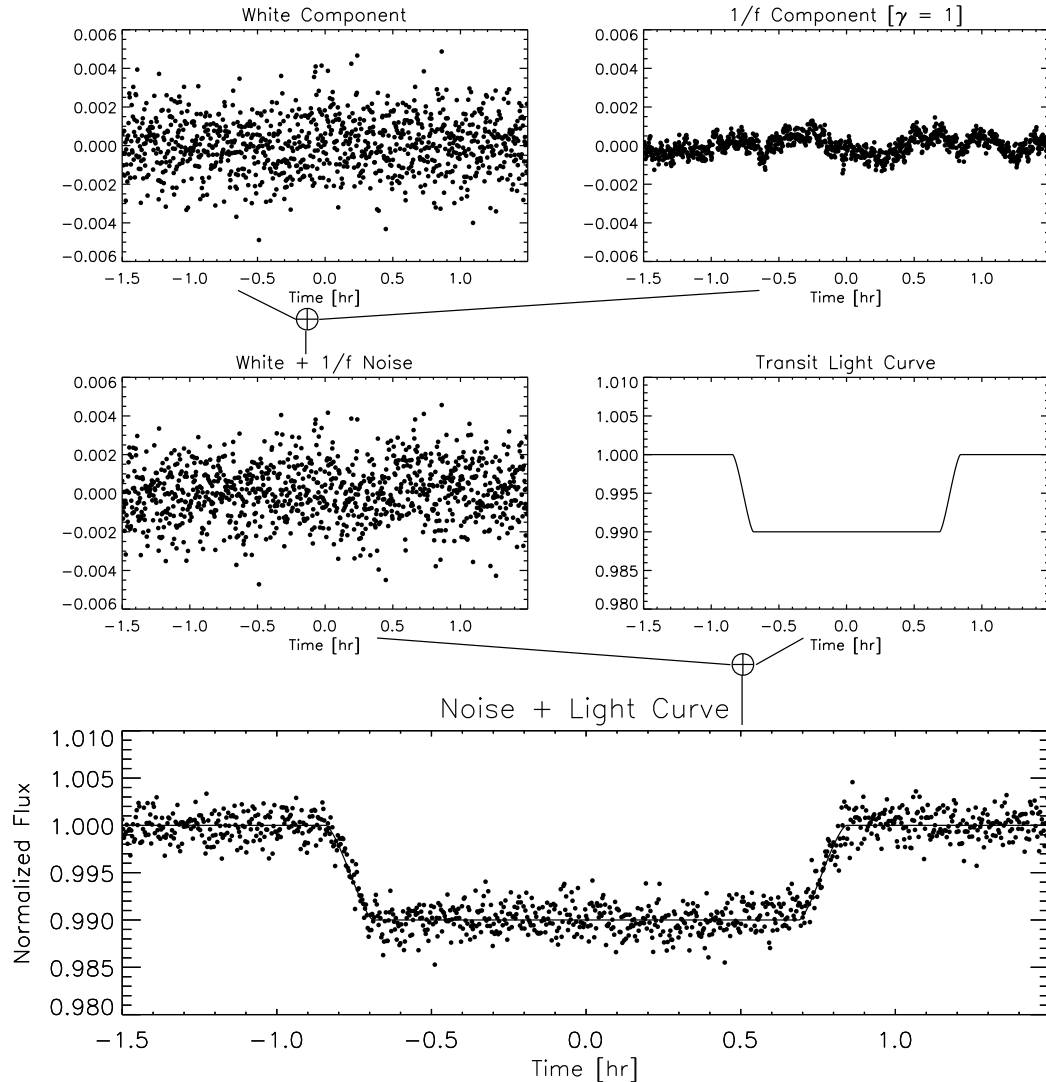 White Component
1/f Component [γ = 1]
0.006
0.004
0.002
0.000
−0.002
−0.004
−0.006
−1.5 −1.0 −0.5 0.0 0.5 1.0
Time [hr]
0.006
0.004
0.002
0.000
−0.002
−0.004
−0.006
−1.5 −1.0 −0.5 0.0 0.5 1.0
Time [hr]
White + 1/f Noise
Transit Light Curve
0.006
0.004
0.002
0.000
−0.002
−0.004
−0.006
−1.5 −1.0 −0.5 0.0 0.5 1.0
Time [hr]
1.010
1.005
1.000
0.995
0.990
0.985
0.980
−1.5 −1.0 −0.5 0.0 0.5 1.0
Time [hr]
Noise + Light Curve
Normalized Flux
1.010
1.005
1.000
0.995
0.990
0.985
0.980
−1.5 −1.0 −0.5 0.0 0.5 1.0
Time [hr]